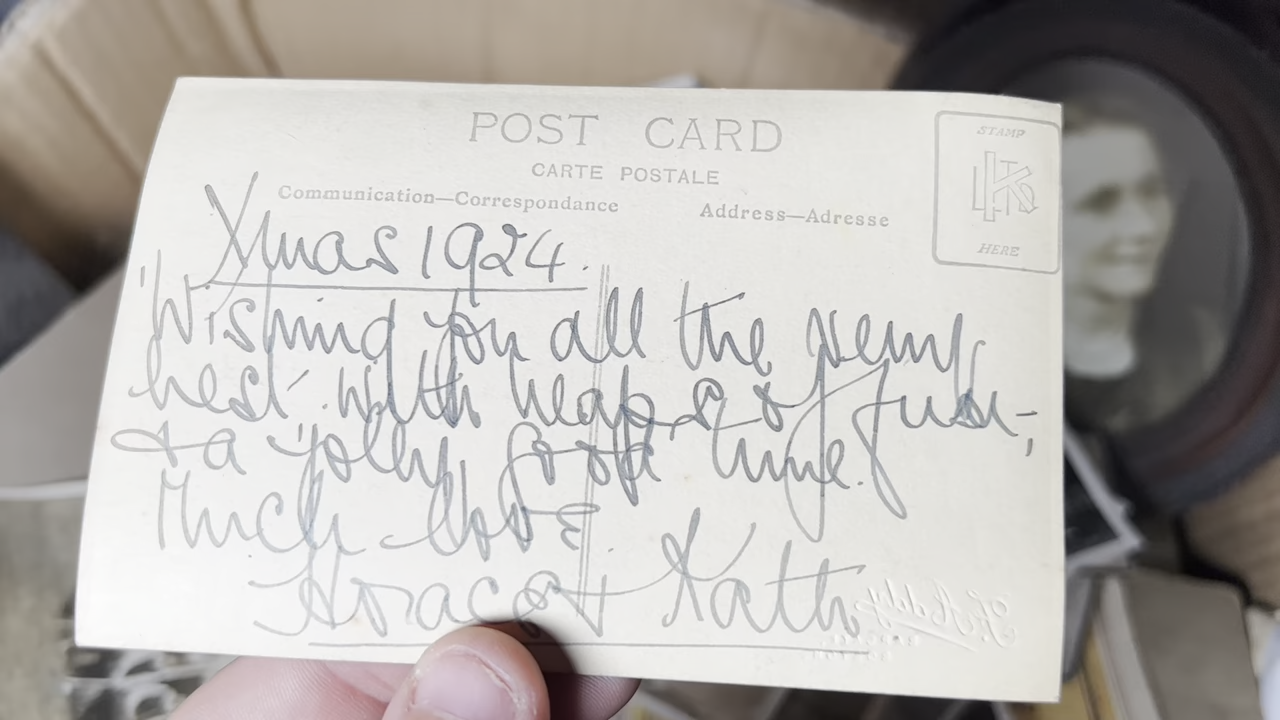 POST CARD
CARTE POSTALE
Communication—Correspondance
Address—Adresse
STAMP
HERE
Xmas 1924.
Wishing you all the very
best with heaps of fun,
& a jolly good time.
Much love
Horace & Kath